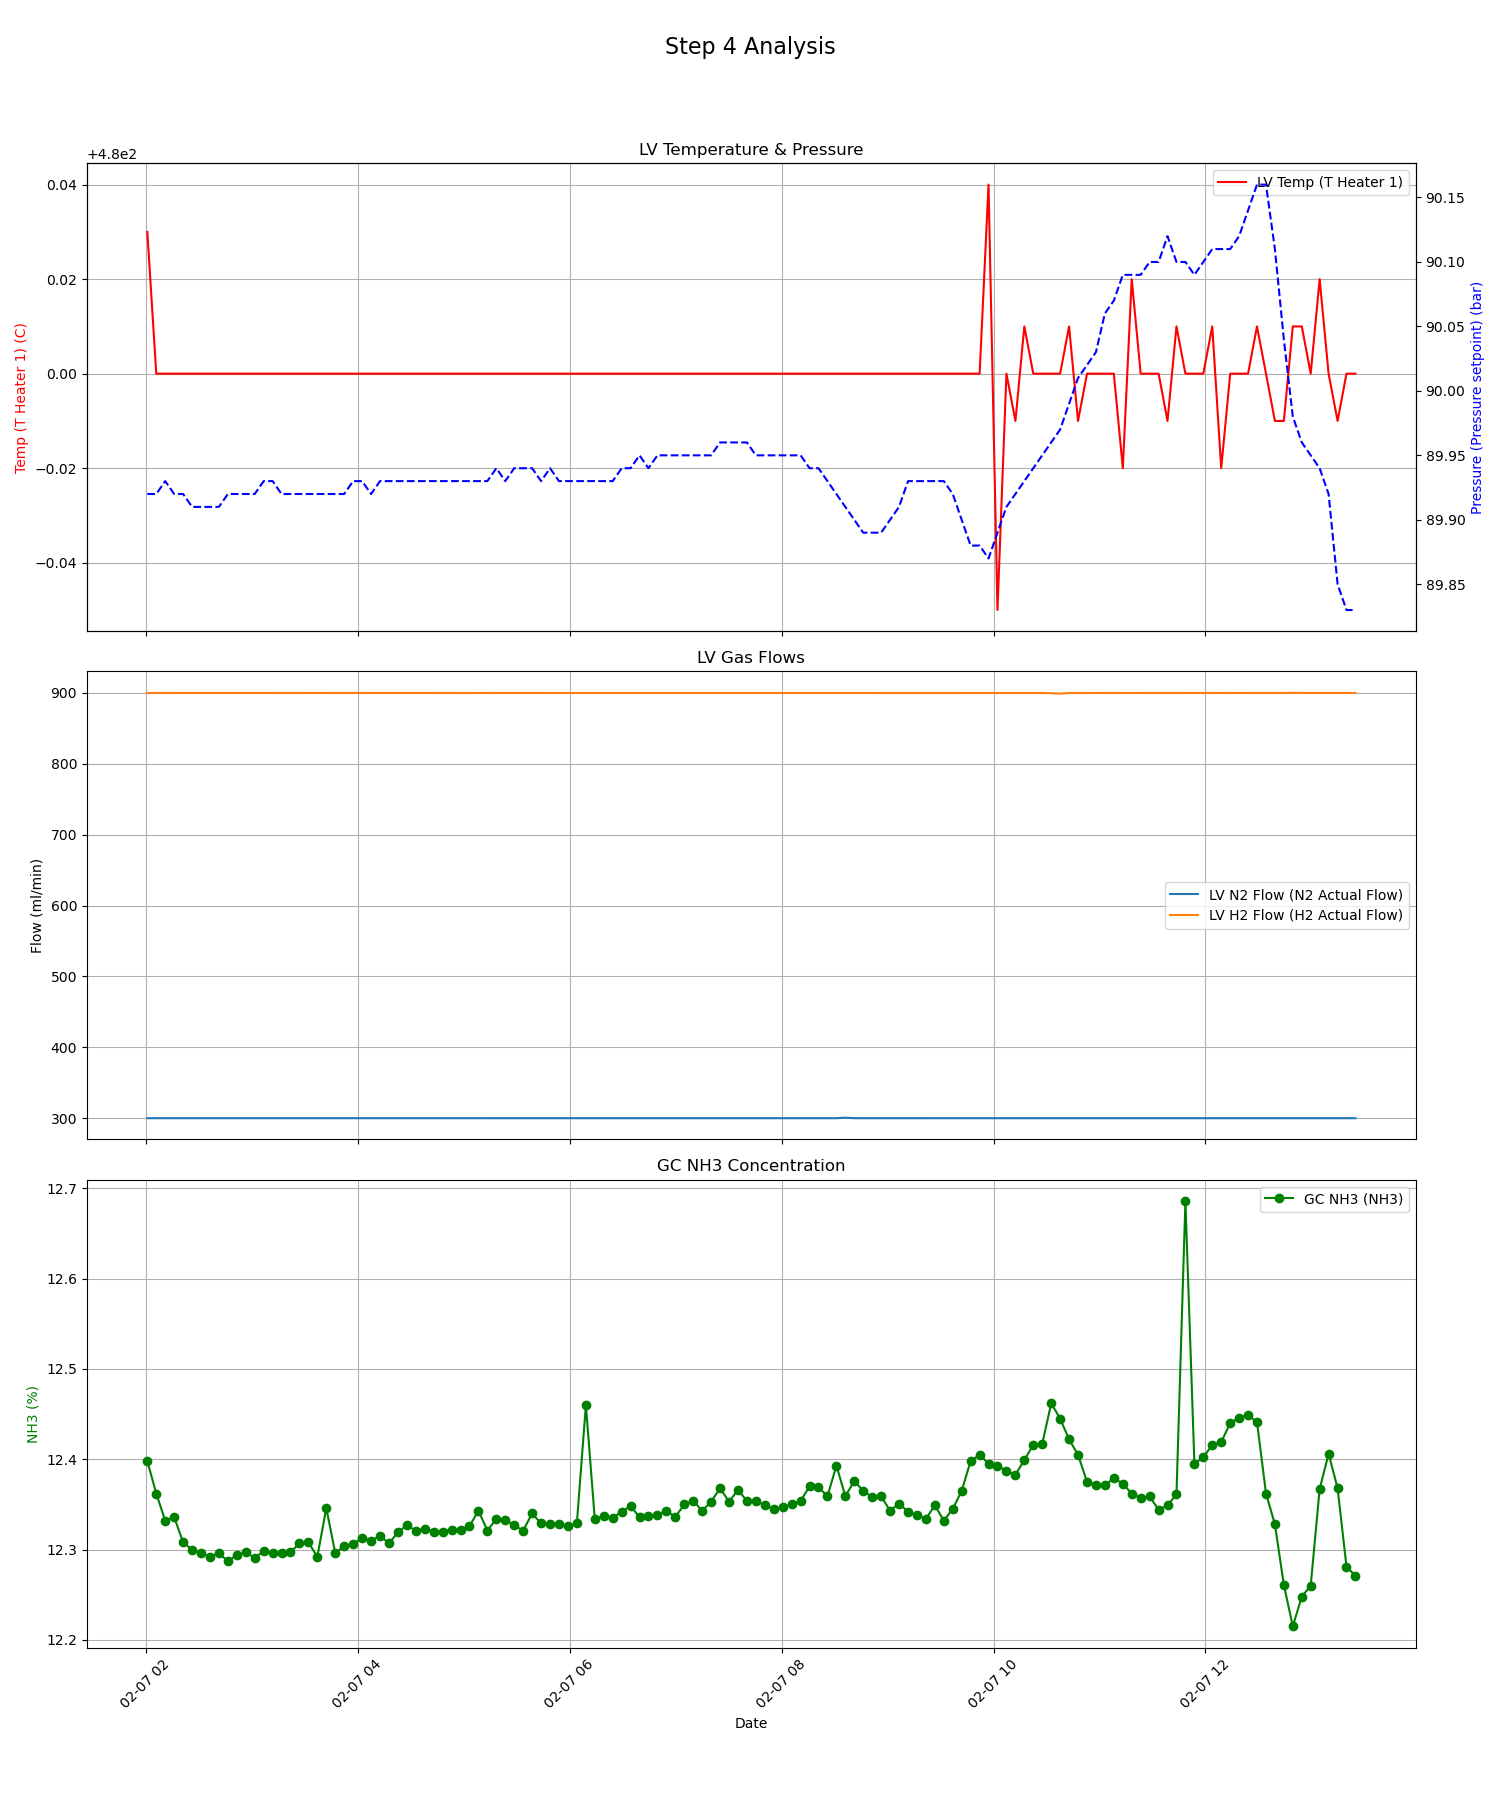 Step 4 Analysis
LV Temperature & Pressure
+4.8e2
0.04
0.02
0.00
−0.02
−0.04
Temp (T Heater 1) (C)
LV Temp (T Heater 1)
90.15
90.10
90.05
90.00
89.95
89.90
89.85
Pressure (Pressure setpoint) (bar)
LV Gas Flows
900
800
700
600
500
400
300
Flow (ml/min)
LV N2 Flow (N2 Actual Flow)
LV H2 Flow (H2 Actual Flow)
GC NH3 Concentration
12.7
12.6
12.5
12.4
12.3
12.2
NH3 (%)
GC NH3 (NH3)
02-07 02
02-07 04
02-07 06
02-07 08
02-07 10
02-07 12
Date